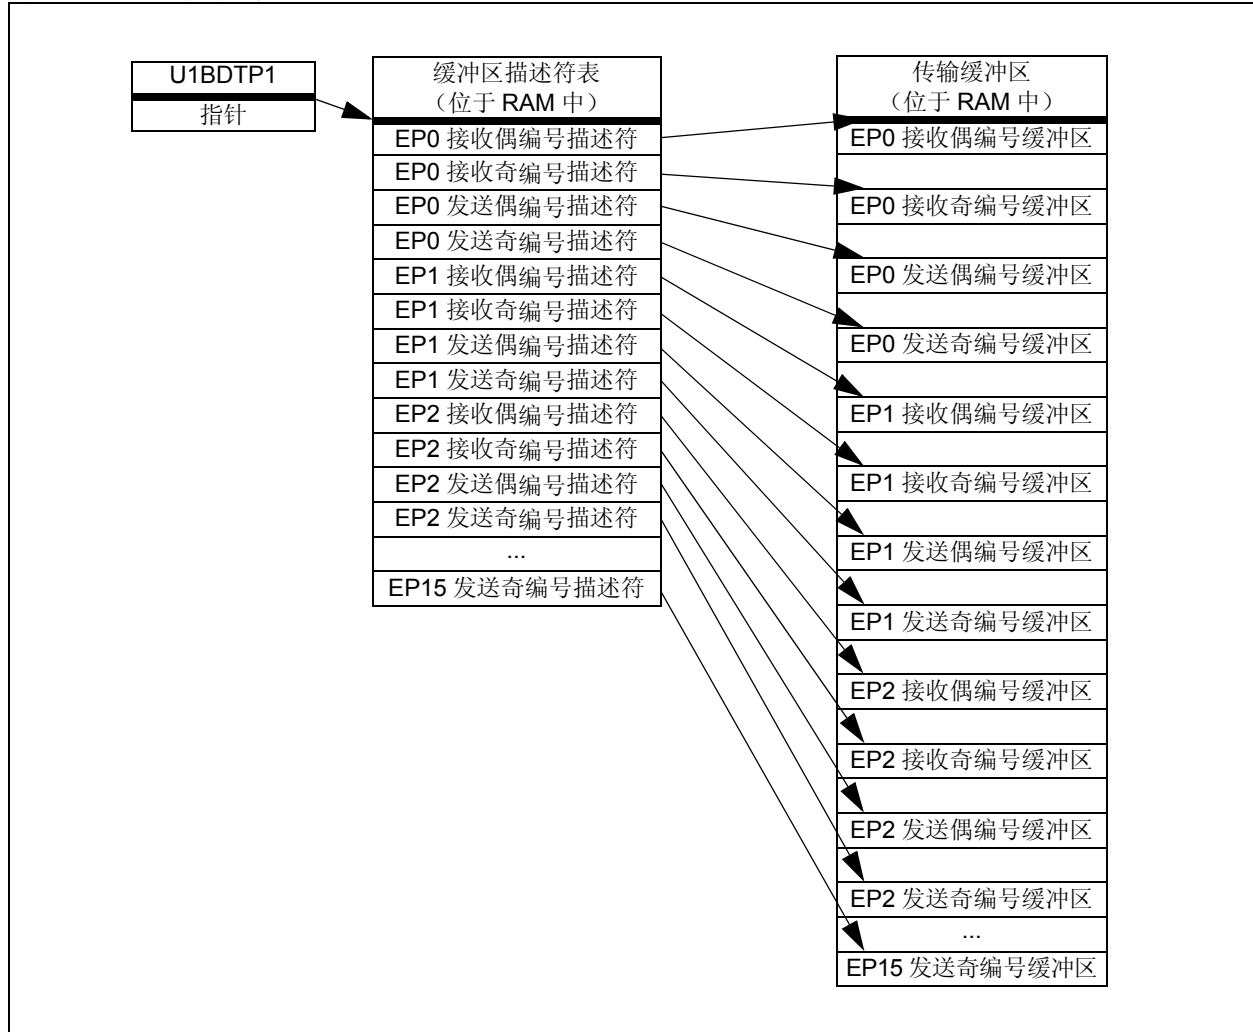 U1BDTP1
指针
缓冲区描述符表
（位于 RAM 中）
EP0 接收偶编号描述符
EP0 接收奇编号描述符
EP0 发送偶编号描述符
EP0 发送奇编号描述符
EP1 接收偶编号描述符
EP1 接收奇编号描述符
EP1 发送偶编号描述符
EP1 发送奇编号描述符
EP2 接收偶编号描述符
EP2 接收奇编号描述符
EP2 发送偶编号描述符
EP2 发送奇编号描述符
...
EP15 发送奇编号描述符
传输缓冲区
（位于 RAM 中）
EP0 接收偶编号缓冲区
EP0 接收奇编号缓冲区
EP0 发送偶编号缓冲区
EP0 发送奇编号缓冲区
EP1 接收偶编号缓冲区
EP1 接收奇编号缓冲区
EP1 发送偶编号缓冲区
EP1 发送奇编号缓冲区
EP2 接收偶编号缓冲区
EP2 接收奇编号缓冲区
EP2 发送偶编号缓冲区
EP2 发送奇编号缓冲区
...
EP15 发送奇编号缓冲区